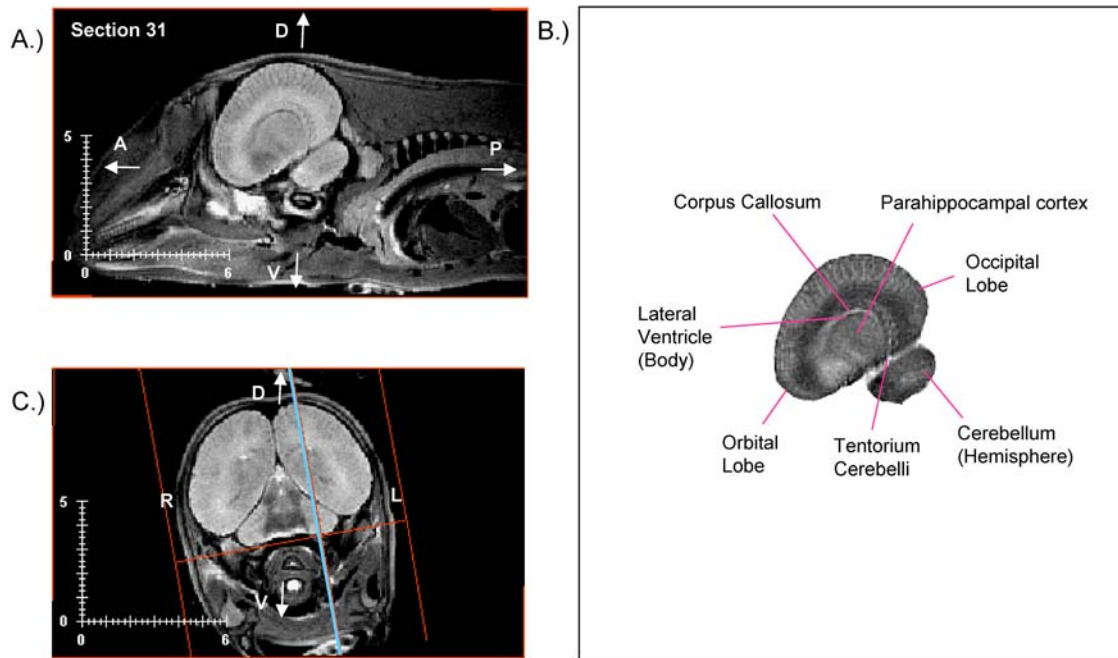 A.)
Section 31
D
A
P
V
5
0
0
6
B.)
Corpus Callosum
Parahippocampal cortex
Occipital
Lobe
Lateral
Ventricle
(Body)
Orbital
Lobe
Tentorium
Cerebelli
Cerebellum
(Hemisphere)
C.)
D
R
L
V
5
0
0
6